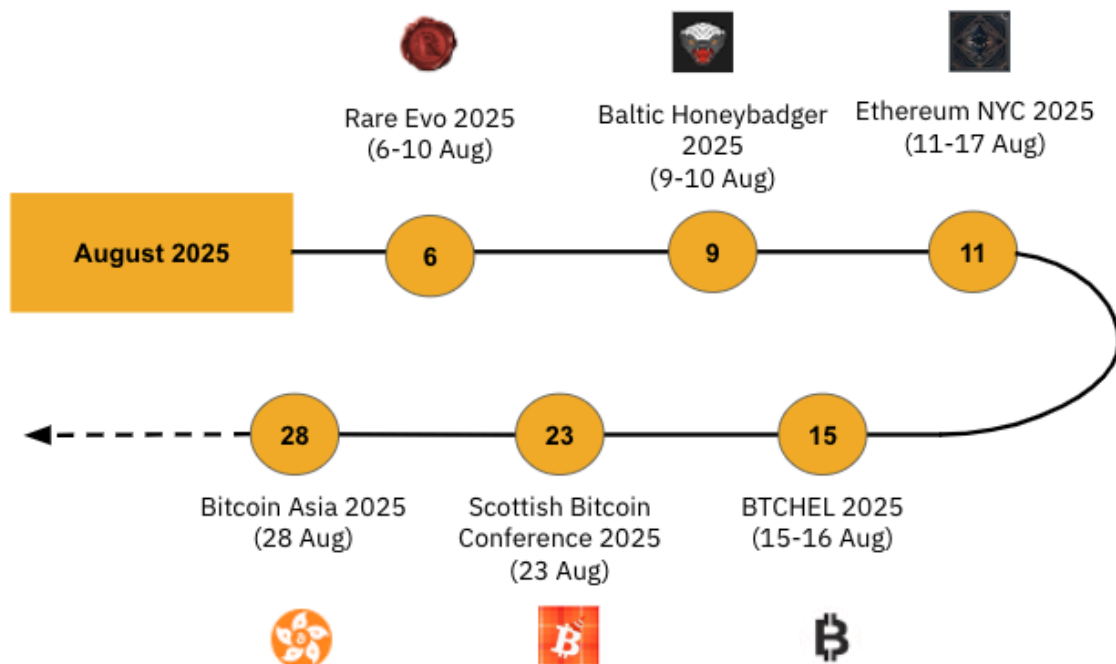 Rare Evo 2025
(6-10 Aug)
Baltic Honeybadger
2025
(9-10 Aug)
Ethereum NYC 2025
(11-17 Aug)
August 2025
6
9
11
28
23
15
Bitcoin Asia 2025
(28 Aug)
Scottish Bitcoin
Conference 2025
(23 Aug)
BTCHEL 2025
(15-16 Aug)